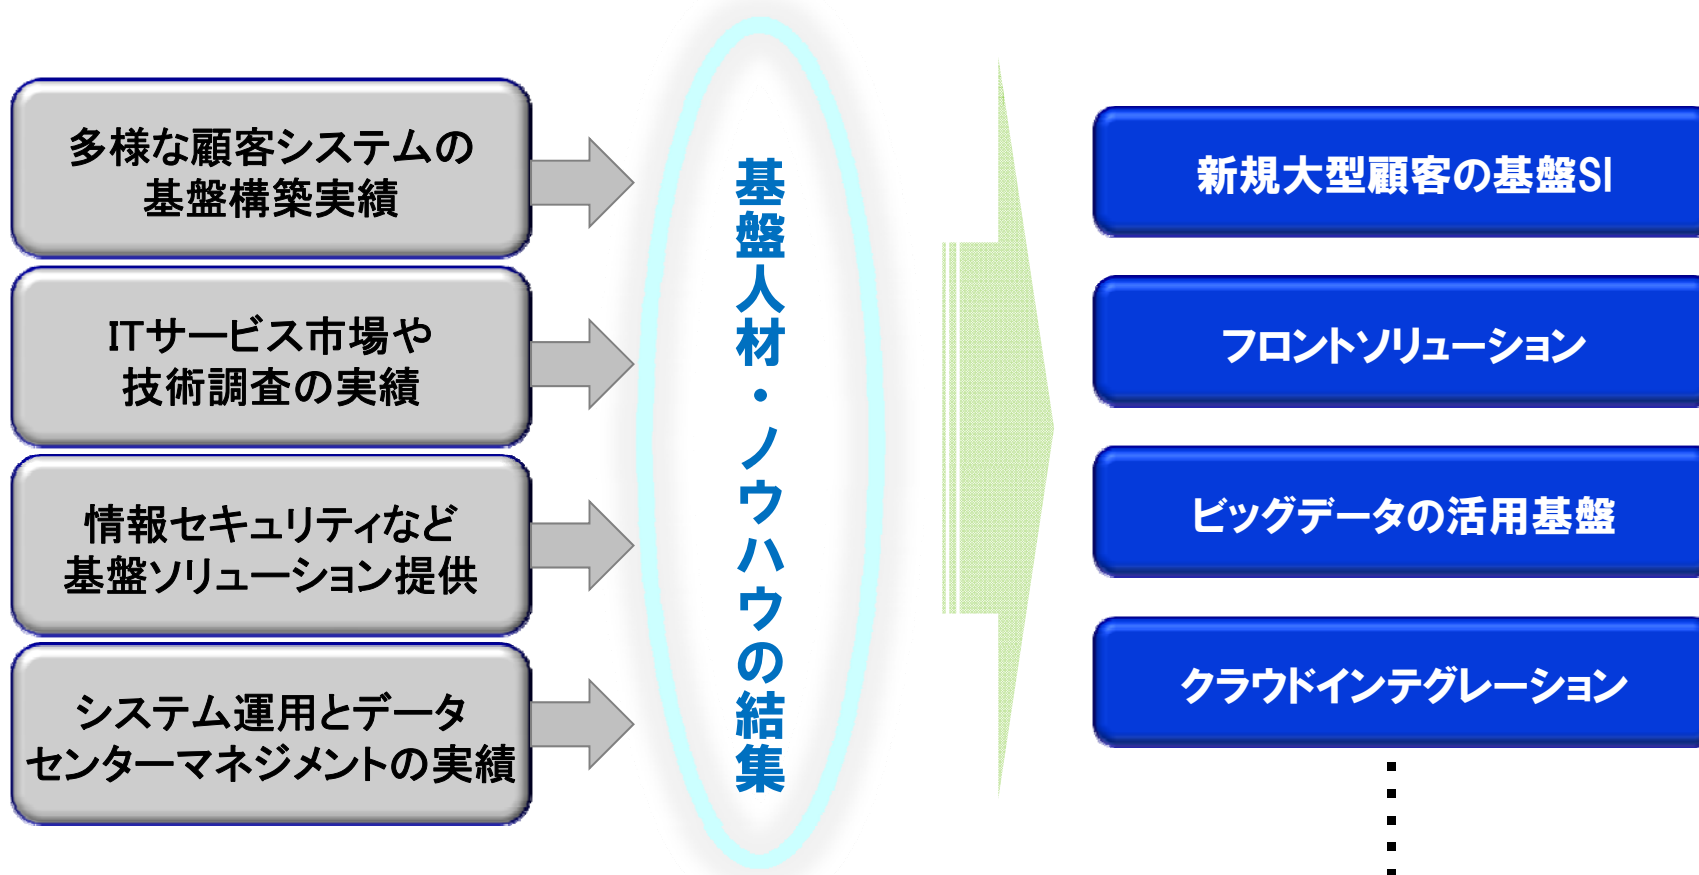 多様な顧客システムの
基盤構築実績
ITサービス市場や
技術調査の実績
情報セキュリティなど
基盤ソリューション提供
システム運用とデータ
センターマネジメントの実績
基盤人材・ノウハウの結集
新規大型顧客の基盤SI
フロントソリューション
ビッグデータの活用基盤
クラウドインテグレーション